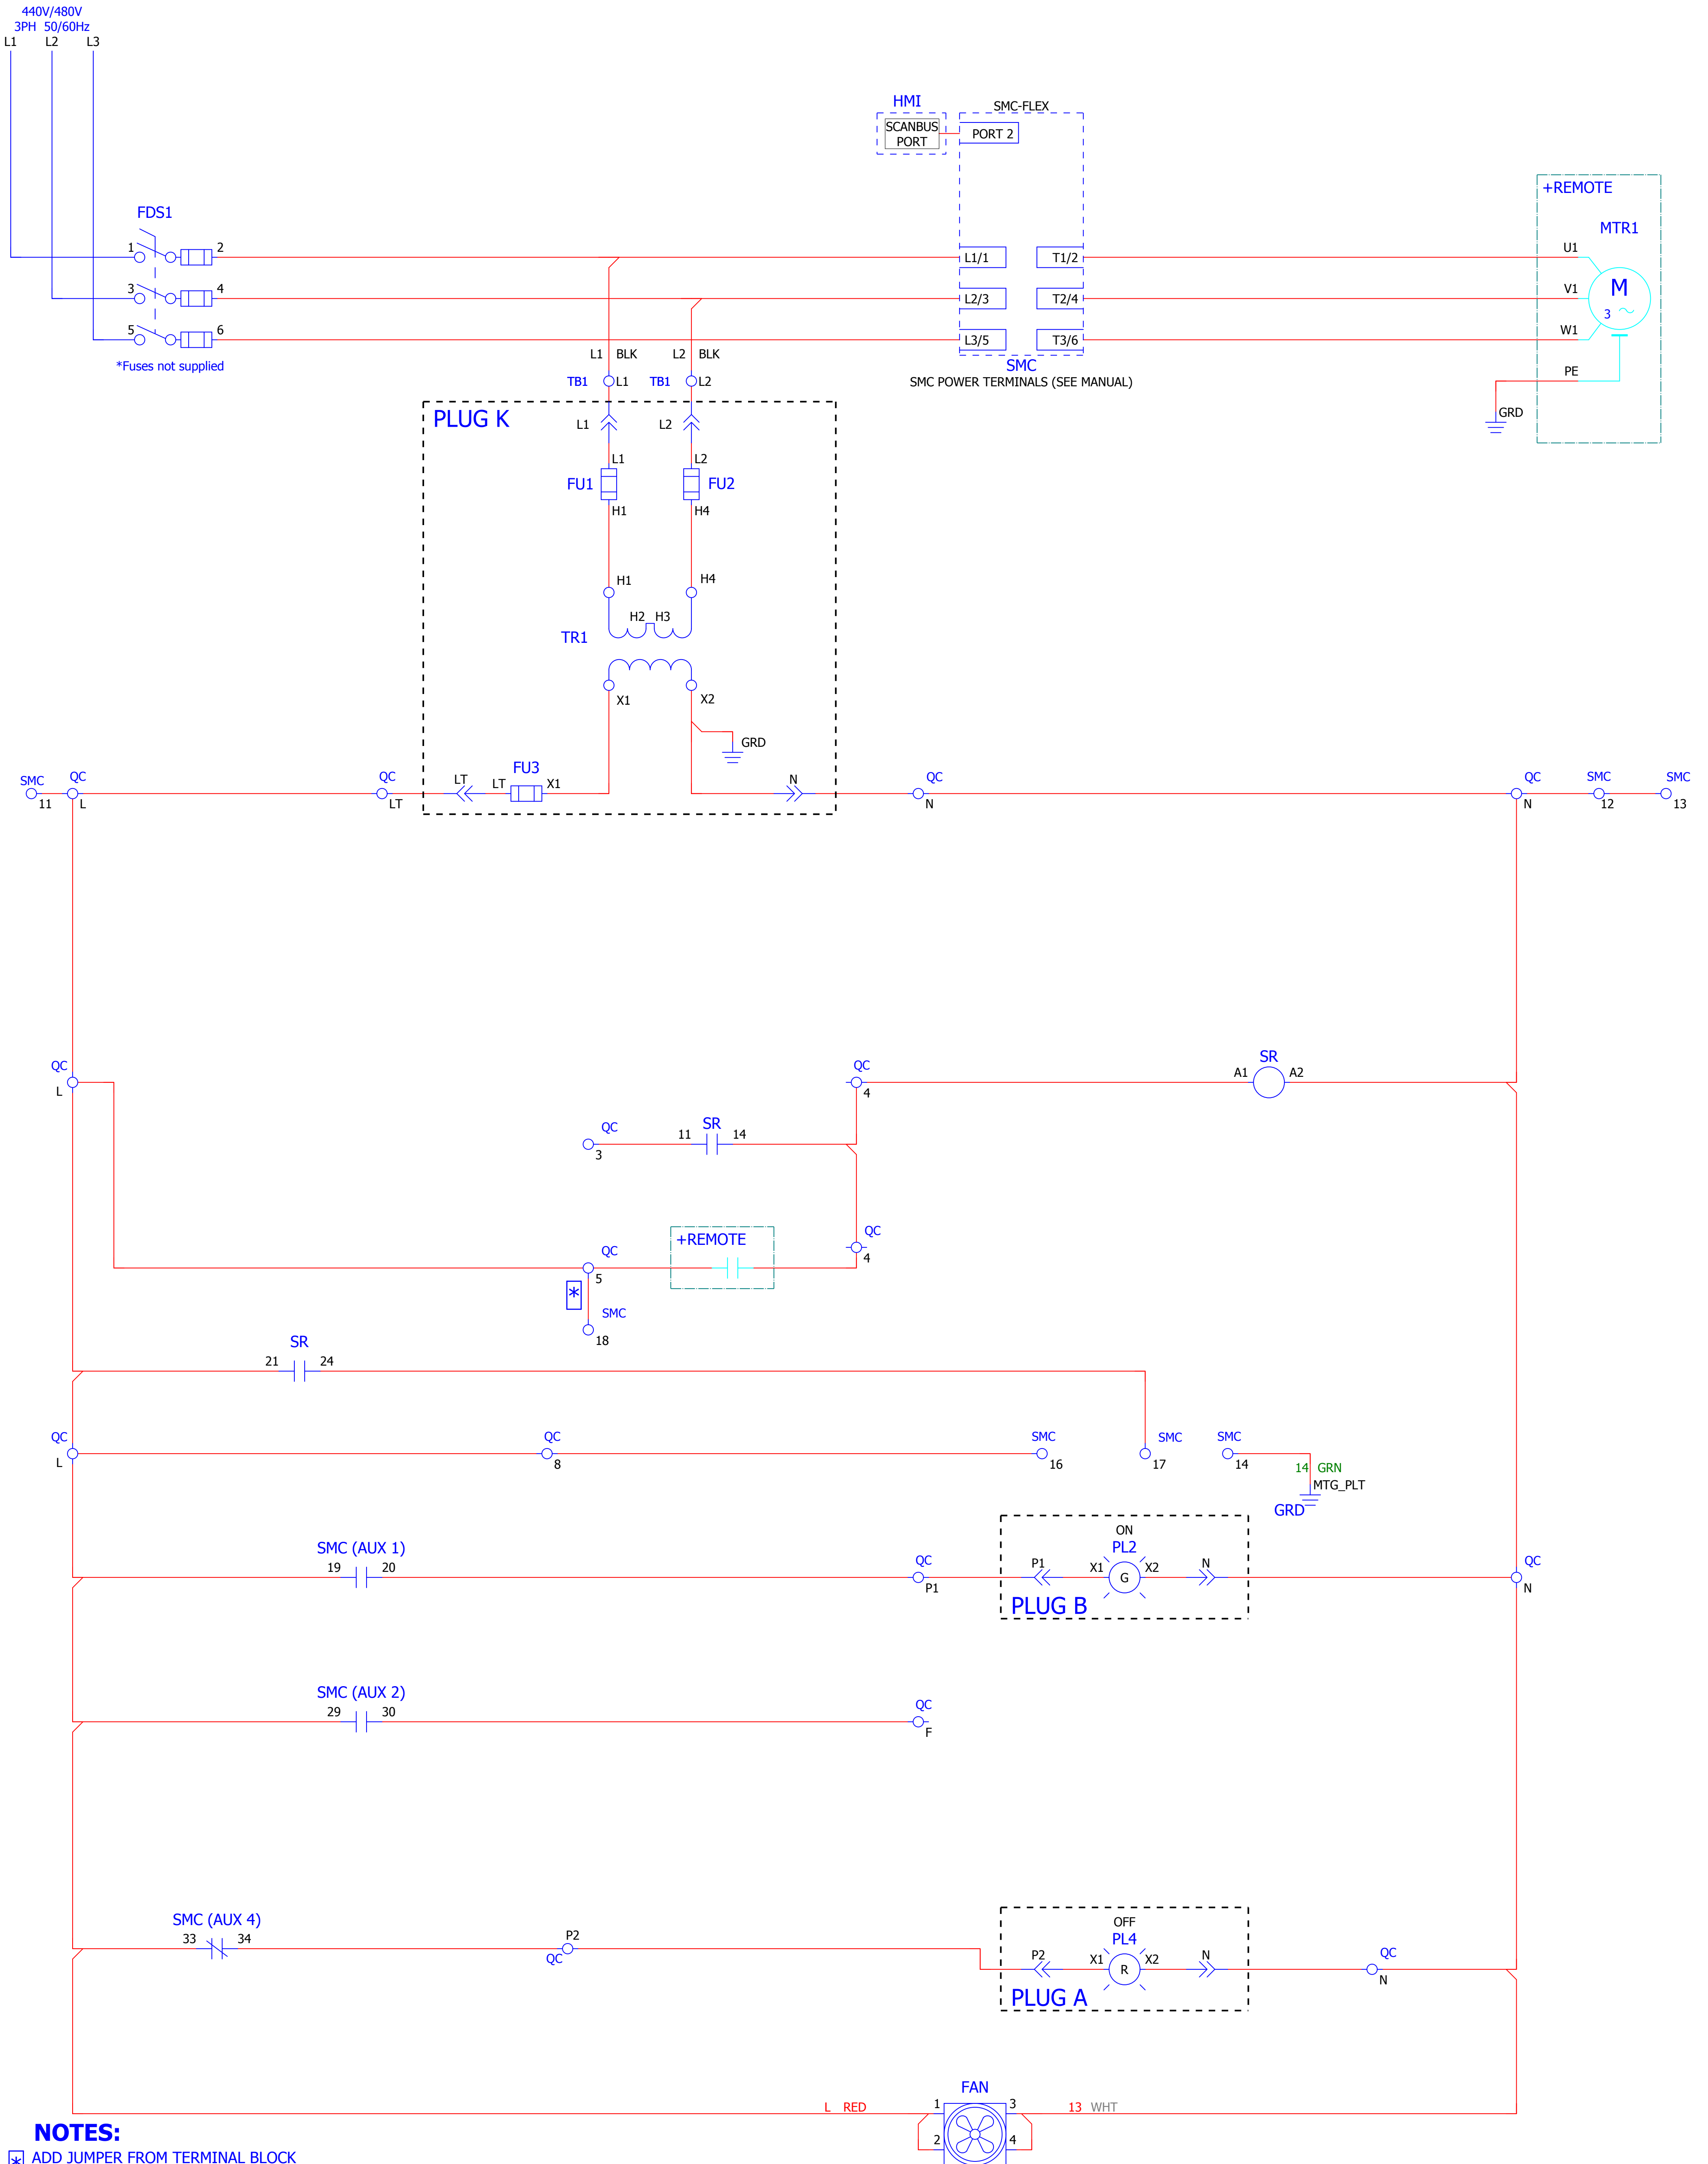 440V/480V
3PH 50/60Hz
L1 L2 L3
HMI
SMC-FLEX
SCANBUS
PORT
PORT 2
+REMOTE
MTR1
FDS1
1 2
L1/1 T1/2
U1
3 4
L2/3 T2/4
V1
M
3
5 6
L3/5 T3/6
W1
*Fuses not supplied
L1 BLK L2 BLK
SMC
SMC POWER TERMINALS (SEE MANUAL)
PE
GRD
TB1 L1 TB1 L2
PLUG K
L1 L2
L1 L2
FU1 FU2
H1 H4
H1 H4
H2 H3
TR1
X1 X2
GRD
FU3
SMC QC QC LT LT X1 N QC QC SMC SMC
11 L LT N N 12 13
QC QC SR
L 4 A1 A2
QC SR
3 11 14
+REMOTE
QC QC
5 4
*
SMC
18
SR
21 24
QC QC SMC SMC SMC
L 8 16 17 14
14 GRN
MTG_PLT
GRD
ON
SMC (AUX 1) PL2
19 20 QC P1 X1 G X2 N QC
P1 N
PLUG B
SMC (AUX 2)
29 30 QC
F
SMC (AUX 4)
33 34
P2
QC
OFF
PL4
P2 X1 R X2 N QC
N
PLUG A
FAN
L RED 1 3 13 WHT
2 4
NOTES:
* ADD JUMPER FROM TERMINAL BLOCK